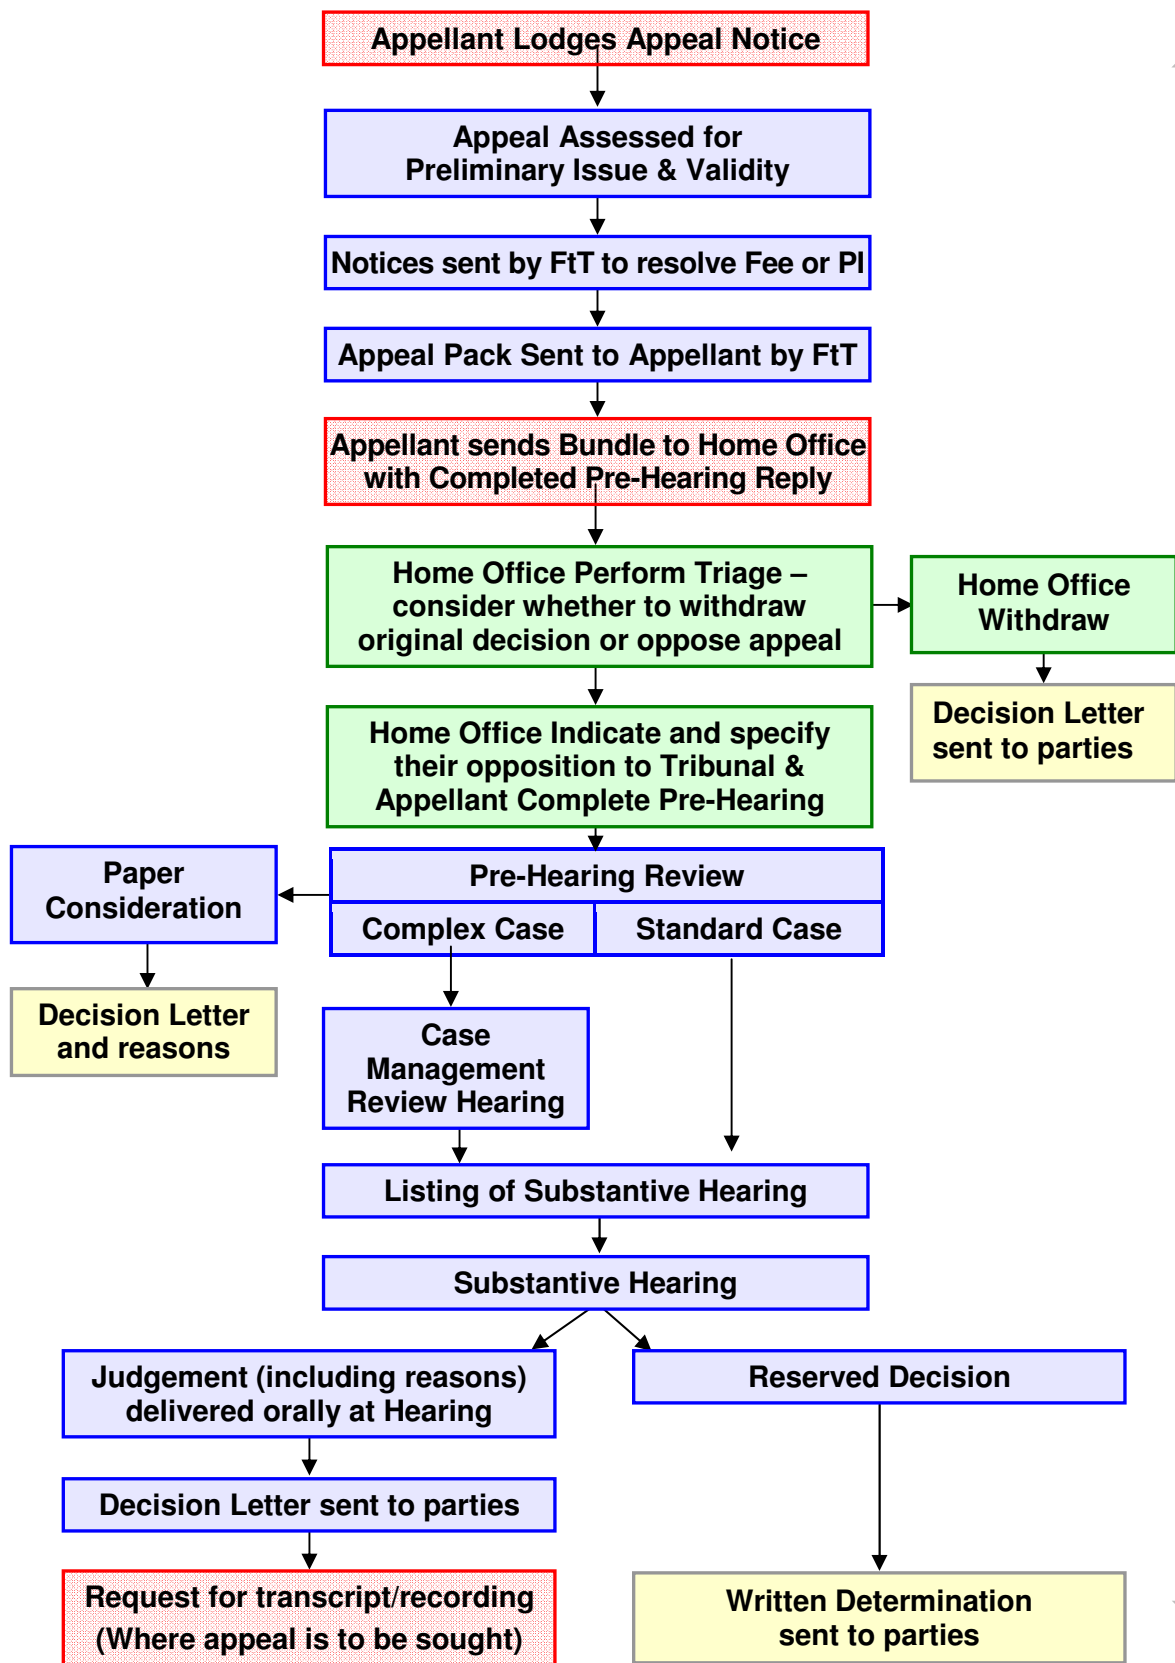 Appellant Lodges Appeal Notice
Appeal Assessed for
Preliminary Issue & Validity
Notices sent by FtT to resolve Fee or PI
Appeal Pack Sent to Appellant by FtT
Appellant sends Bundle to Home Office
with Completed Pre-Hearing Reply
Home Office Perform Triage –
consider whether to withdraw
original decision or oppose appeal
Home Office
Withdraw
Decision Letter
sent to parties
Home Office Indicate and specify
their opposition to Tribunal &
Appellant Complete Pre-Hearing
Pre-Hearing Review
Complex Case
Standard Case
Paper
Consideration
Decision Letter
and reasons
Case
Management
Review Hearing
Listing of Substantive Hearing
Substantive Hearing
Judgement (including reasons)
delivered orally at Hearing
Reserved Decision
Decision Letter sent to parties
Request for transcript/recording
(Where appeal is to be sought)
Written Determination
sent to parties